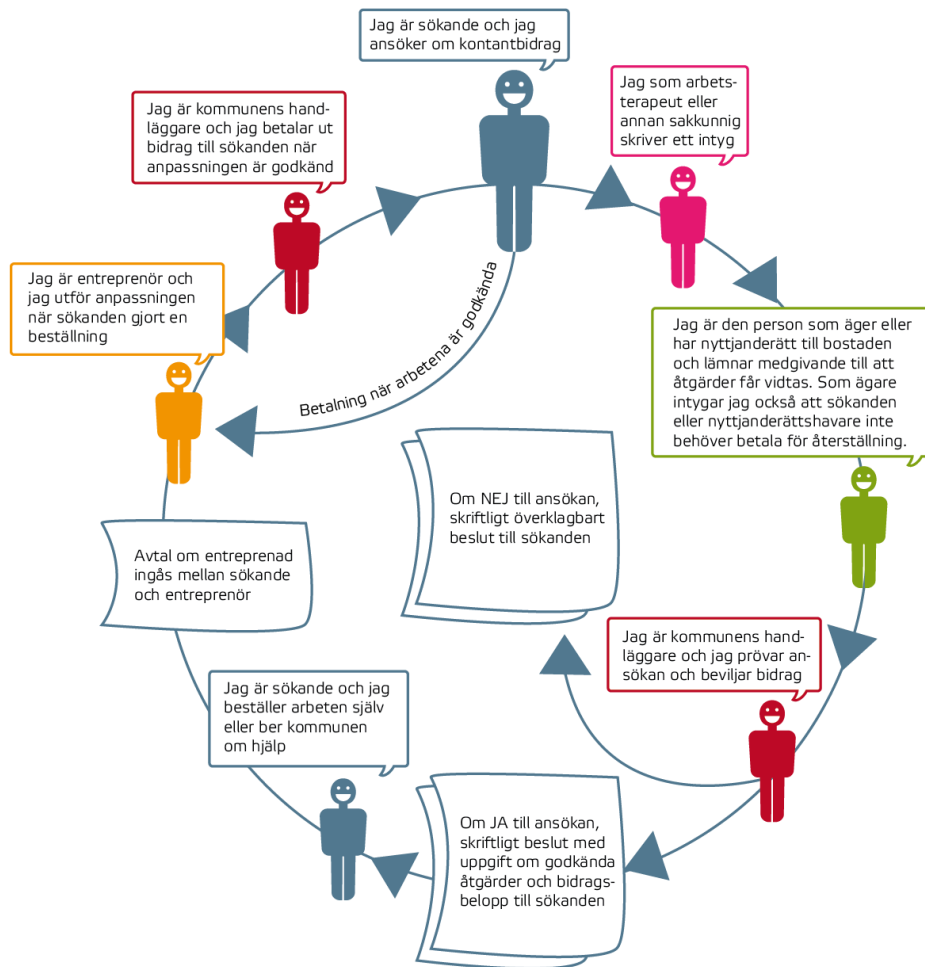 Jag är sökande och jag
ansöker om kontantbidrag
Jag som arbets-
terapeut eller
annan sakkunnig
skriver ett intyg
Jag är kommunens hand-
läggare och jag betalar ut
bidrag till sökanden när
anpassningen är godkänd
Jag är entreprenör och
jag utför anpassningen
när sökanden gjort en
beställning
Betalning när arbetena är godkända
Jag är den person som äger eller
har nyttjanderätt till bostaden
och lämnar medgivande till att
åtgärder får vidtas. Som ägare
intygar jag också att sökanden
eller nyttjanderättshavare inte
behöver betala för återställning.
Om NEJ till ansökan,
skriftligt överklagbart
beslut till sökanden
Avtal om entreprenad
ingås mellan sökande
och entreprenör
Jag är kommunens hand-
läggare och jag prövar an-
sökan och beviljar bidrag
Jag är sökande och jag
beställer arbeten själv
eller ber kommunen
om hjälp
Om JA till ansökan,
skriftligt beslut med
uppgift om godkända
åtgärder och bidrags-
belopp till sökanden